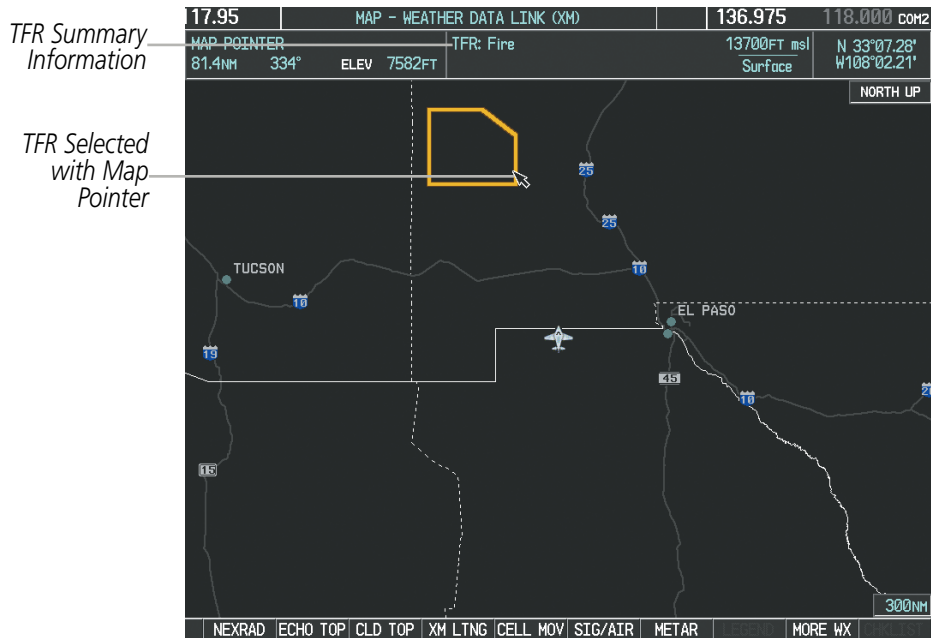 17.95 MAP – WEATHER DATA LINK (XM) 136.975 118.000 COM2
TFR Summary Information
MAP POINTER TFR: Fire 13700FT msl N 33°07.28'
81.4NM 334° ELEV 7582FT Surface W108°02.21'
NORTH UP
TFR Selected with Map Pointer
25
25
TUCSON
10
10
EL PASO
19
45
10
20
15
300NM
NEXRAD ECHO TOP CLD TOP XM LTNG CELL MOV SIG/AIR METAR LEGEND MORE WX CHKLIST